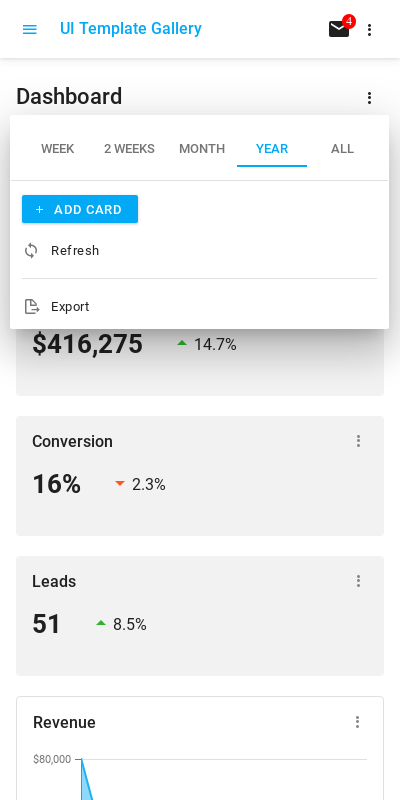 UI Template Gallery
4
Dashboard
WEEK 2 WEEKS MONTH YEAR ALL
+ ADD CARD
Refresh
Export
$416,275 14.7%
Conversion
16% 2.3%
Leads
51 8.5%
Revenue
$80,000